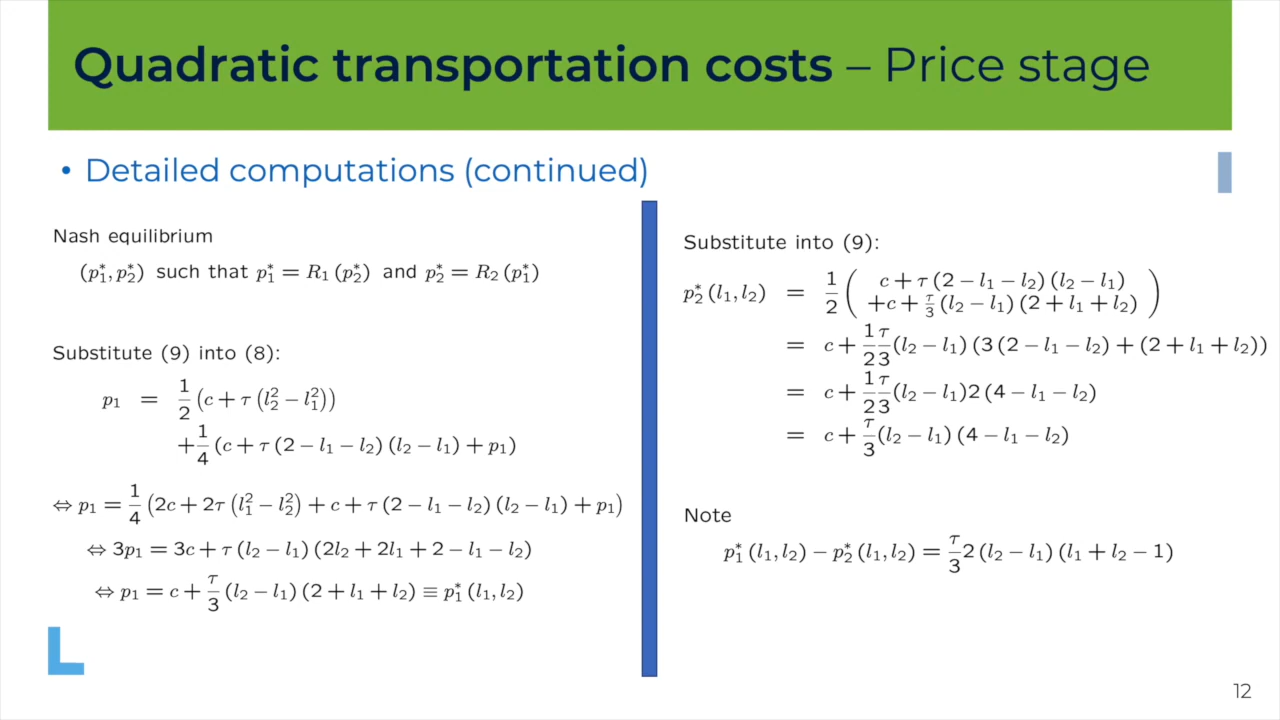 Quadratic transportation costs – Price stage
• Detailed computations (continued)
Nash equilibrium
(p₁*, p₂*) such that p₁* = R₁ (p₂*) and p₂* = R₂ (p₁*)
Substitute (9) into (8):
p₁ = 1/2 (c + τ (l₂² − l₁²))
+ 1/4 (c + τ (2 − l₁ − l₂) (l₂ − l₁) + p₁)
⇔ p₁ = 1/4 (2c + 2τ (l₁² − l₂²) + c + τ (2 − l₁ − l₂) (l₂ − l₁) + p₁)
⇔ 3p₁ = 3c + τ (l₂ − l₁) (2l₂ + 2l₁ + 2 − l₁ − l₂)
⇔ p₁ = c + τ/3 (l₂ − l₁) (2 + l₁ + l₂) ≡ p₁* (l₁, l₂)
Substitute into (9):
p₂* (l₁, l₂) = 1/2 ( c + τ (2 − l₁ − l₂) (l₂ − l₁)
+c + τ/3 (l₂ − l₁) (2 + l₁ + l₂) )
= c + 1/2 τ/3 (l₂ − l₁) (3 (2 − l₁ − l₂) + (2 + l₁ + l₂))
= c + 1/2 τ/3 (l₂ − l₁) 2 (4 − l₁ − l₂)
= c + τ/3 (l₂ − l₁) (4 − l₁ − l₂)
Note
p₁* (l₁, l₂) − p₂* (l₁, l₂) = τ/3 2 (l₂ − l₁) (l₁ + l₂ − 1)
12